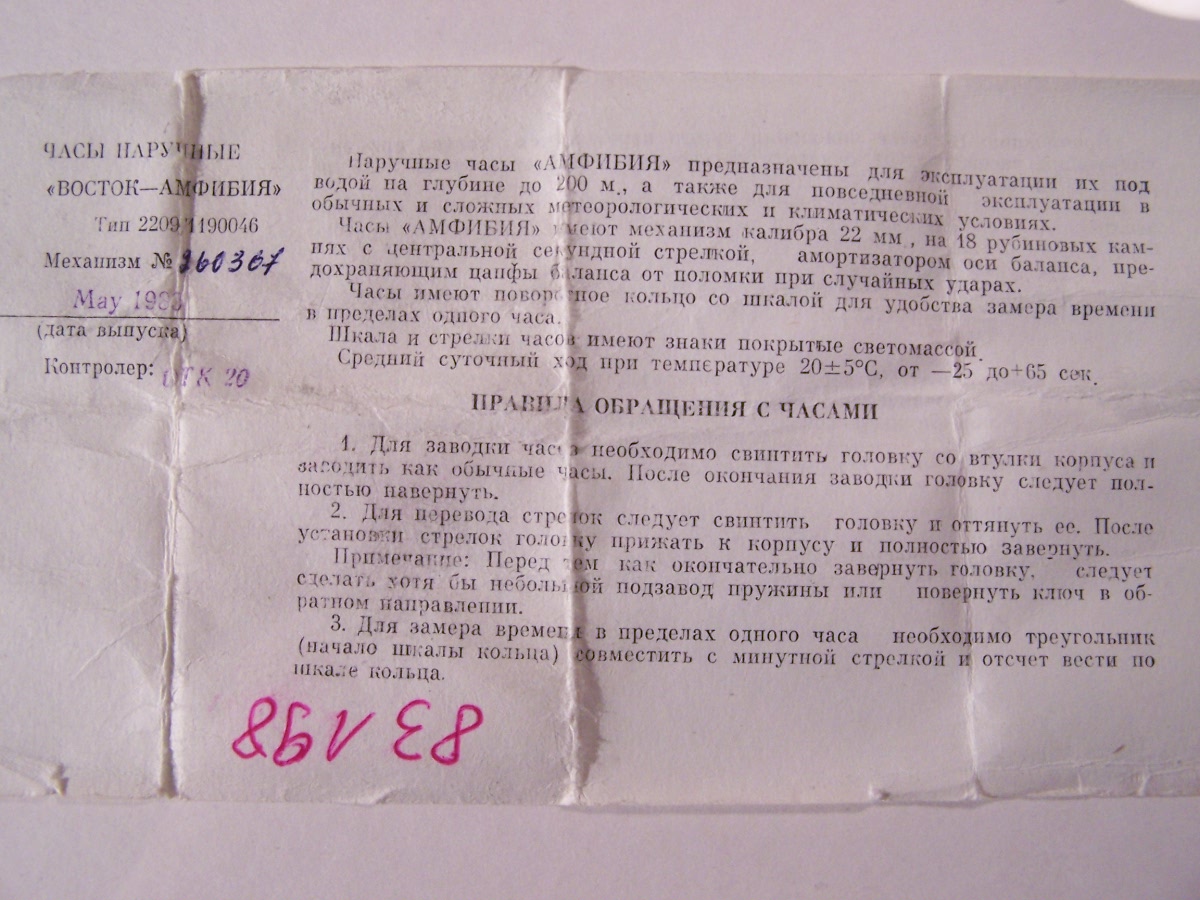 ЧАСЫ НАРУЧНЫЕ
«ВОСТОК—АМФИБИЯ»
Тип 2209/1190046
Механизм №
May
(дата выпуска)
Контролер: ОТК 20
Наручные часы «АМФИБИЯ» предназначены для эксплуатации их под
водой на глубине до 200 м., а также для повседневной эксплуатации в
обычных и сложных метеорологических и климатических условиях.
Часы «АМФИБИЯ» имеют механизм калибра 22 мм, на 18 рубиновых кам-
нях с центральной секундной стрелкой, амортизатором оси баланса, пре-
дохраняющим цапфы баланса от поломки при случайных ударах.
Часы имеют поворотное кольцо со шкалой для удобства замера времени
в пределах одного часа.
Шкала и стрелки часов имеют знаки покрытые светомассой.
Средний суточный ход при температуре 20±5°С, от —25 до+65 сек.
ПРАВИЛА ОБРАЩЕНИЯ С ЧАСАМИ
1. Для заводки часов необходимо свинтить головку со втулки корпуса и
заводить как обычные часы. После окончания заводки головку следует пол-
ностью навернуть.
2. Для перевода стрелок следует свинтить головку и оттянуть ее. После
установки стрелок головку прижать к корпусу и полностью завернуть.
Примечание: Перед тем как окончательно завернуть головку, следует
сделать хотя бы небольшой подзавод пружины или повернуть ключ в об-
ратном направлении.
3. Для замера времени в пределах одного часа необходимо треугольник
(начало шкалы кольца) совместить с минутной стрелкой и отсчет вести по
шкале кольца.